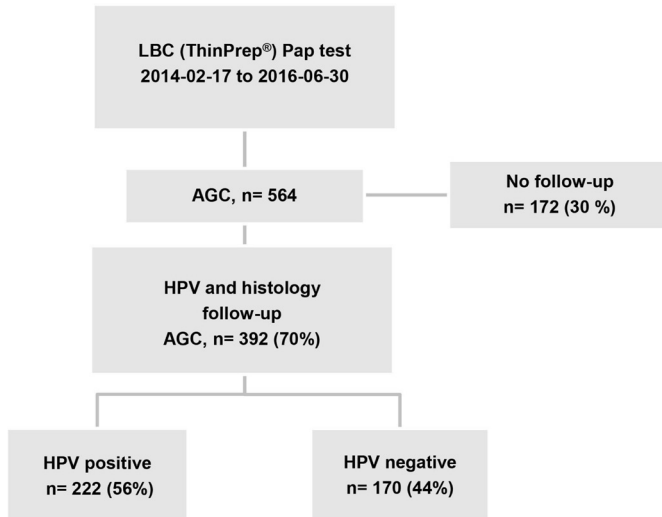 LBC (ThinPrep®) Pap test
2014-02-17 to 2016-06-30
AGC, n= 564
No follow-up
n= 172 (30 %)
HPV and histology
follow-up
AGC, n= 392 (70%)
HPV positive
n= 222 (56%)
HPV negative
n= 170 (44%)